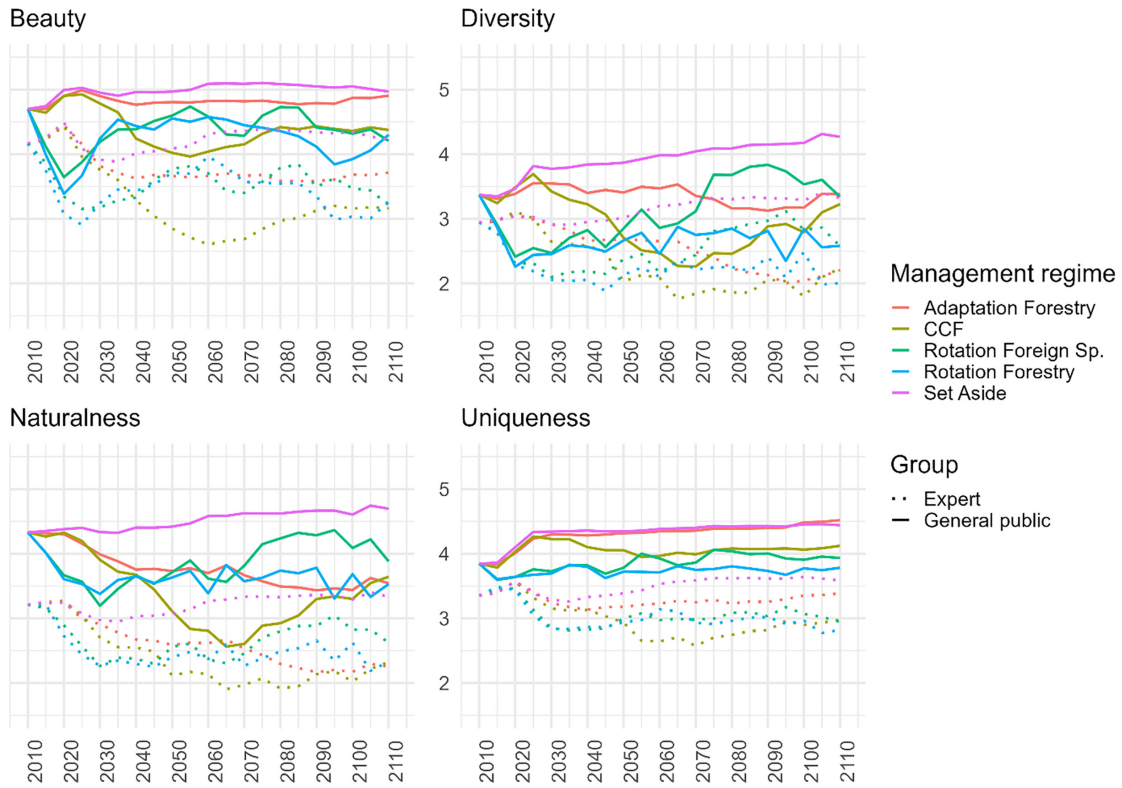 Beauty
Diversity
5
4
3
2
2010 2020 2030 2040 2050 2060 2070 2080 2090 2100 2110
2010 2020 2030 2040 2050 2060 2070 2080 2090 2100 2110
Naturalness
Uniqueness
5
4
3
2
2010 2020 2030 2040 2050 2060 2070 2080 2090 2100 2110
2010 2020 2030 2040 2050 2060 2070 2080 2090 2100 2110
Management regime
Adaptation Forestry
CCF
Rotation Foreign Sp.
Rotation Forestry
Set Aside
Group
Expert
General public